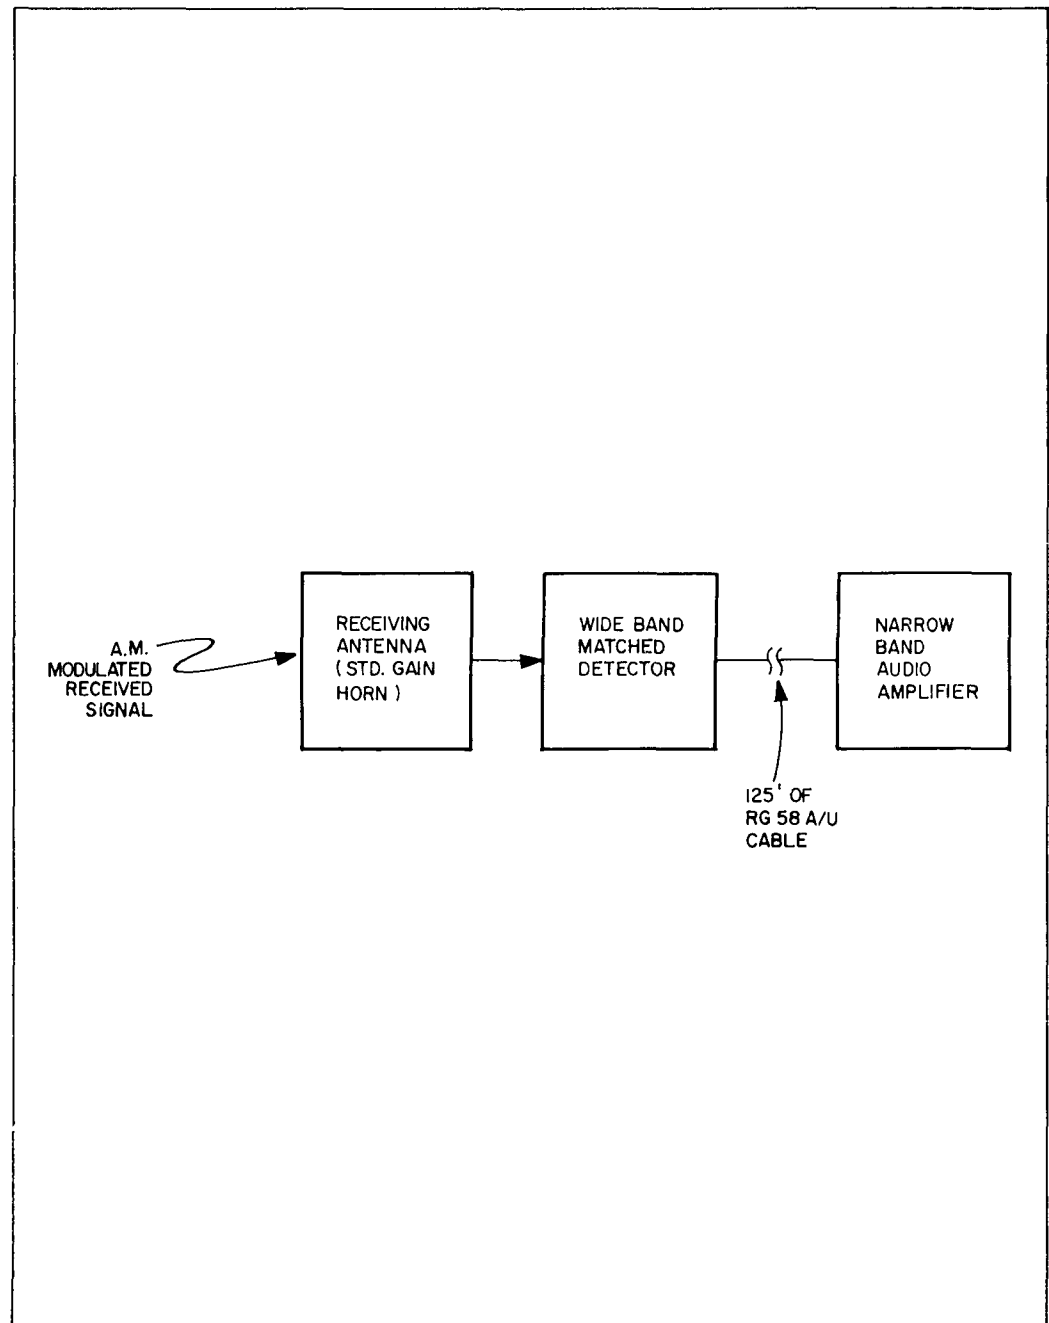 A.M.
MODULATED
RECEIVED
SIGNAL
RECEIVING
ANTENNA
( STD. GAIN
HORN )
WIDE BAND
MATCHED
DETECTOR
NARROW
BAND
AUDIO
AMPLIFIER
125' OF
RG 58 A/U
CABLE